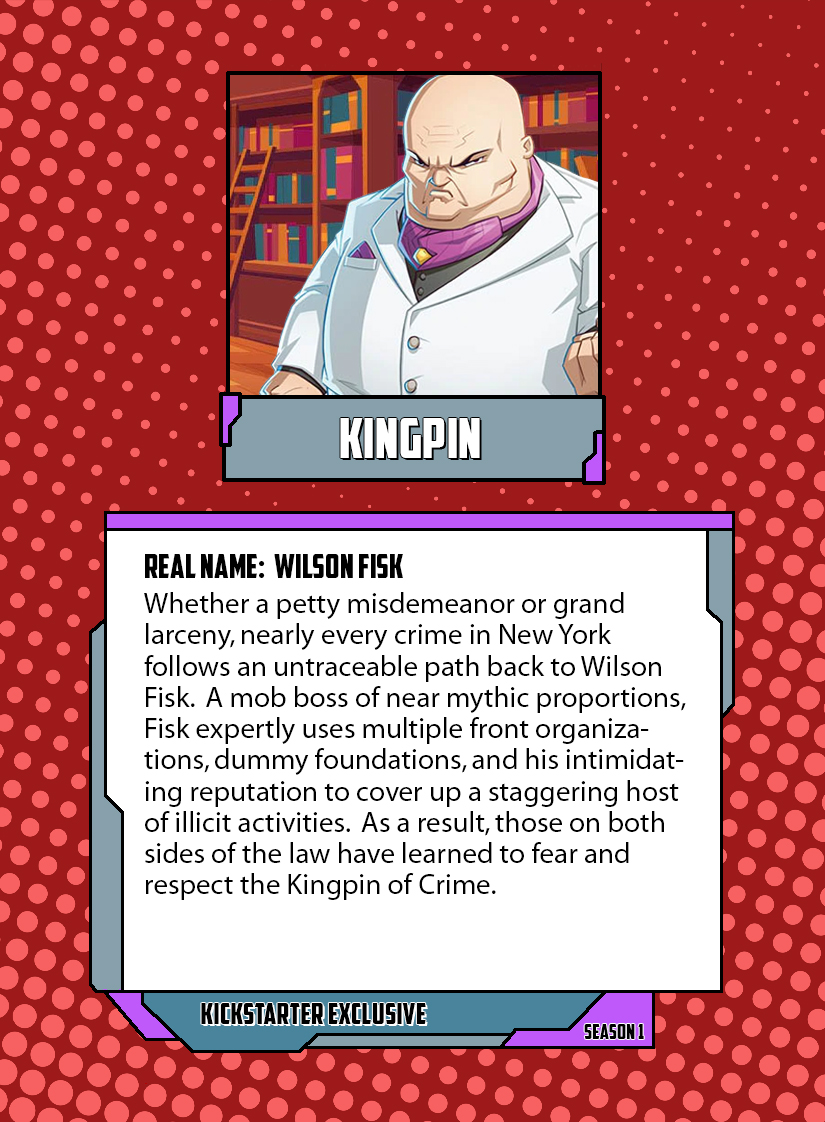 KINGPIN
REAL NAME:  WILSON FISK
Whether a petty misdemeanor or grand
larceny, nearly every crime in New York
follows an untraceable path back to Wilson
Fisk.  A mob boss of near mythic proportions,
Fisk expertly uses multiple front organiza-
tions, dummy foundations, and his intimidat-
ing reputation to cover up a staggering host
of illicit activities.  As a result, those on both
sides of the law have learned to fear and
respect the Kingpin of Crime.
KICKSTARTER EXCLUSIVE
SEASON 1